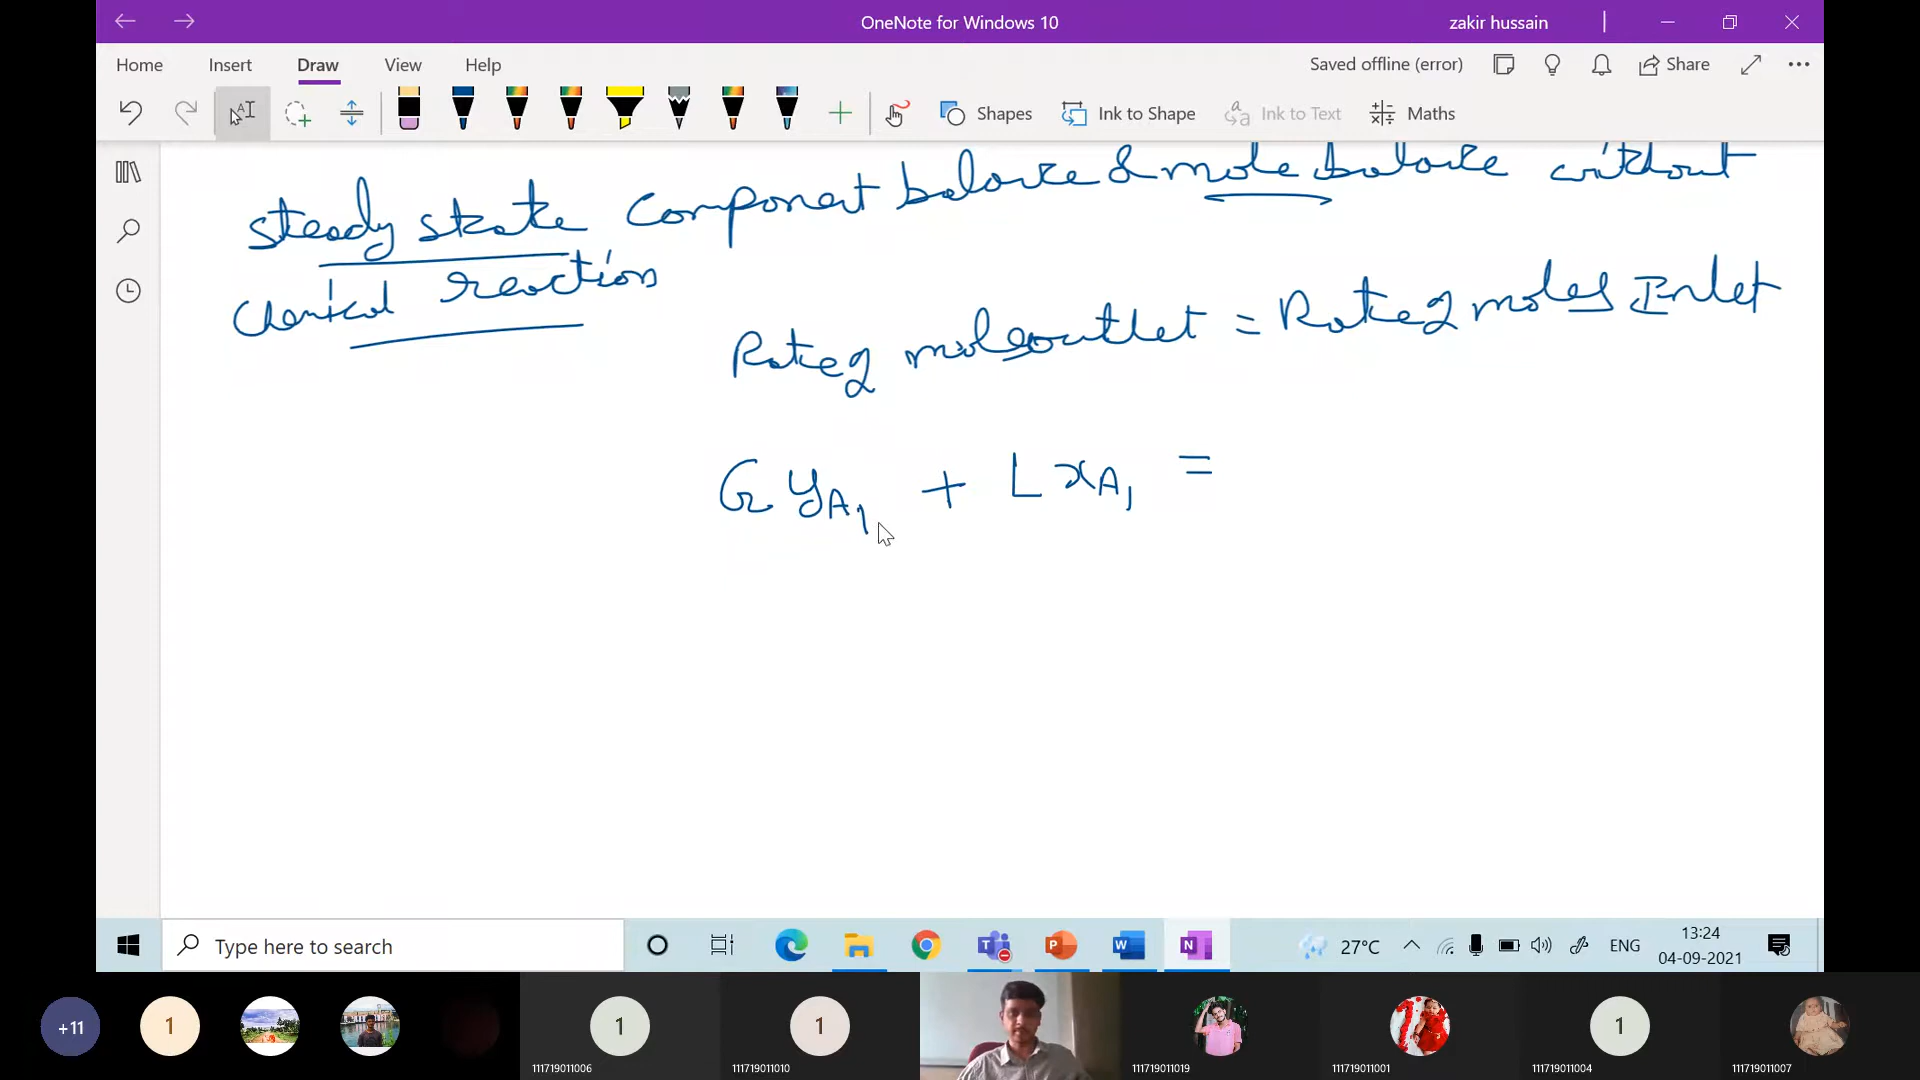 OneNote for Windows 10
zakir hussain
Home Insert Draw View Help
Saved offline (error) Share
Shapes Ink to Shape Ink to Text Maths
steady state component balance & mole balance without
chemical reaction
Rate of moles outlet = Rate of moles Inlet
G yA1 + L xA1 =
Type here to search
27°C ENG 13:24
04-09-2021
+11 1 1 1 1
111719011006 111719011010 111719011019 111719011001 111719011004 111719011007